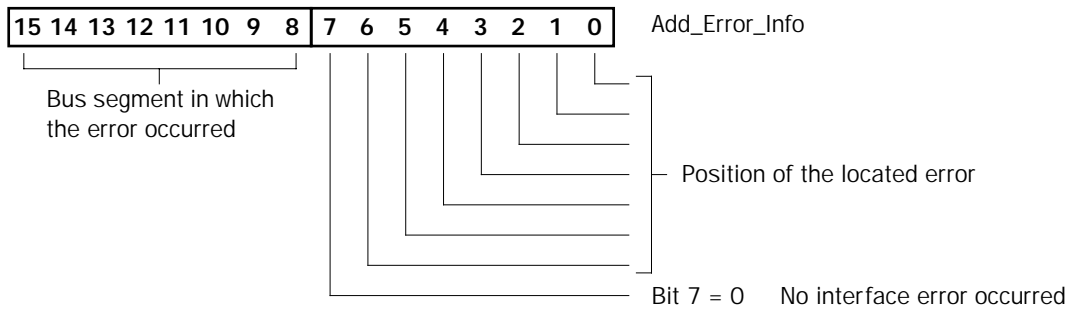 15 14 13 12 11 10 9 8 7 6 5 4 3 2 1 0 Add_Error_Info
Bus segment in which
the error occurred
Position of the located error
Bit 7 = 0 No interface error occurred